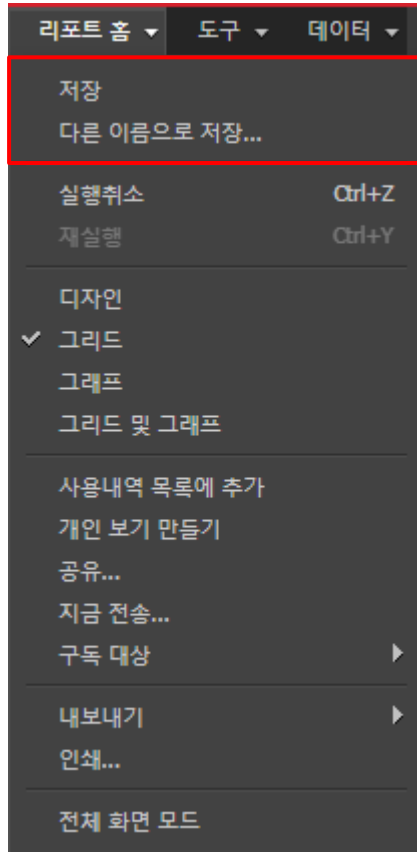 리포트 홈 도구 데이터
저장
다른 이름으로 저장...
실행취소 Ctrl+Z
재실행 Ctrl+Y
디자인
그리드
그래프
그리드 및 그래프
사용내역 목록에 추가
개인 보기 만들기
공유...
지금 전송...
구독 대상
내보내기
인쇄...
전체 화면 모드